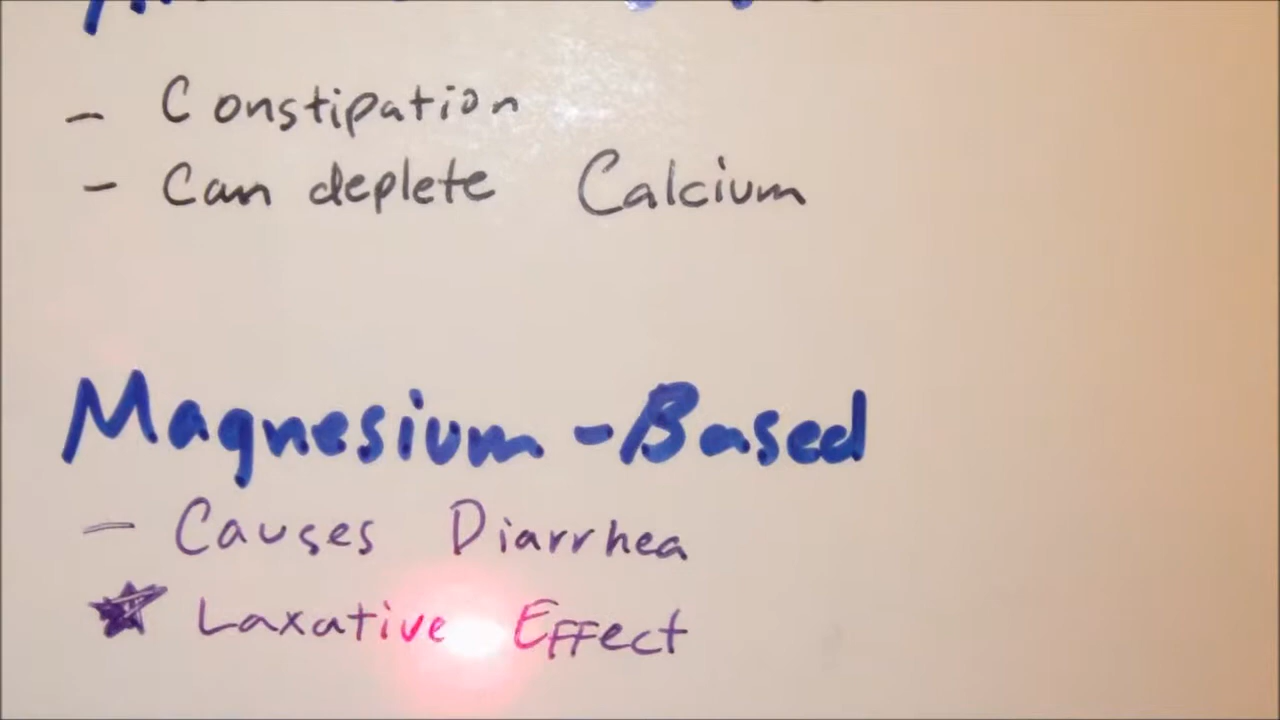 - Constipation
- Can deplete Calcium
Magnesium-Based
- Causes Diarrhea
★ Laxative Effect